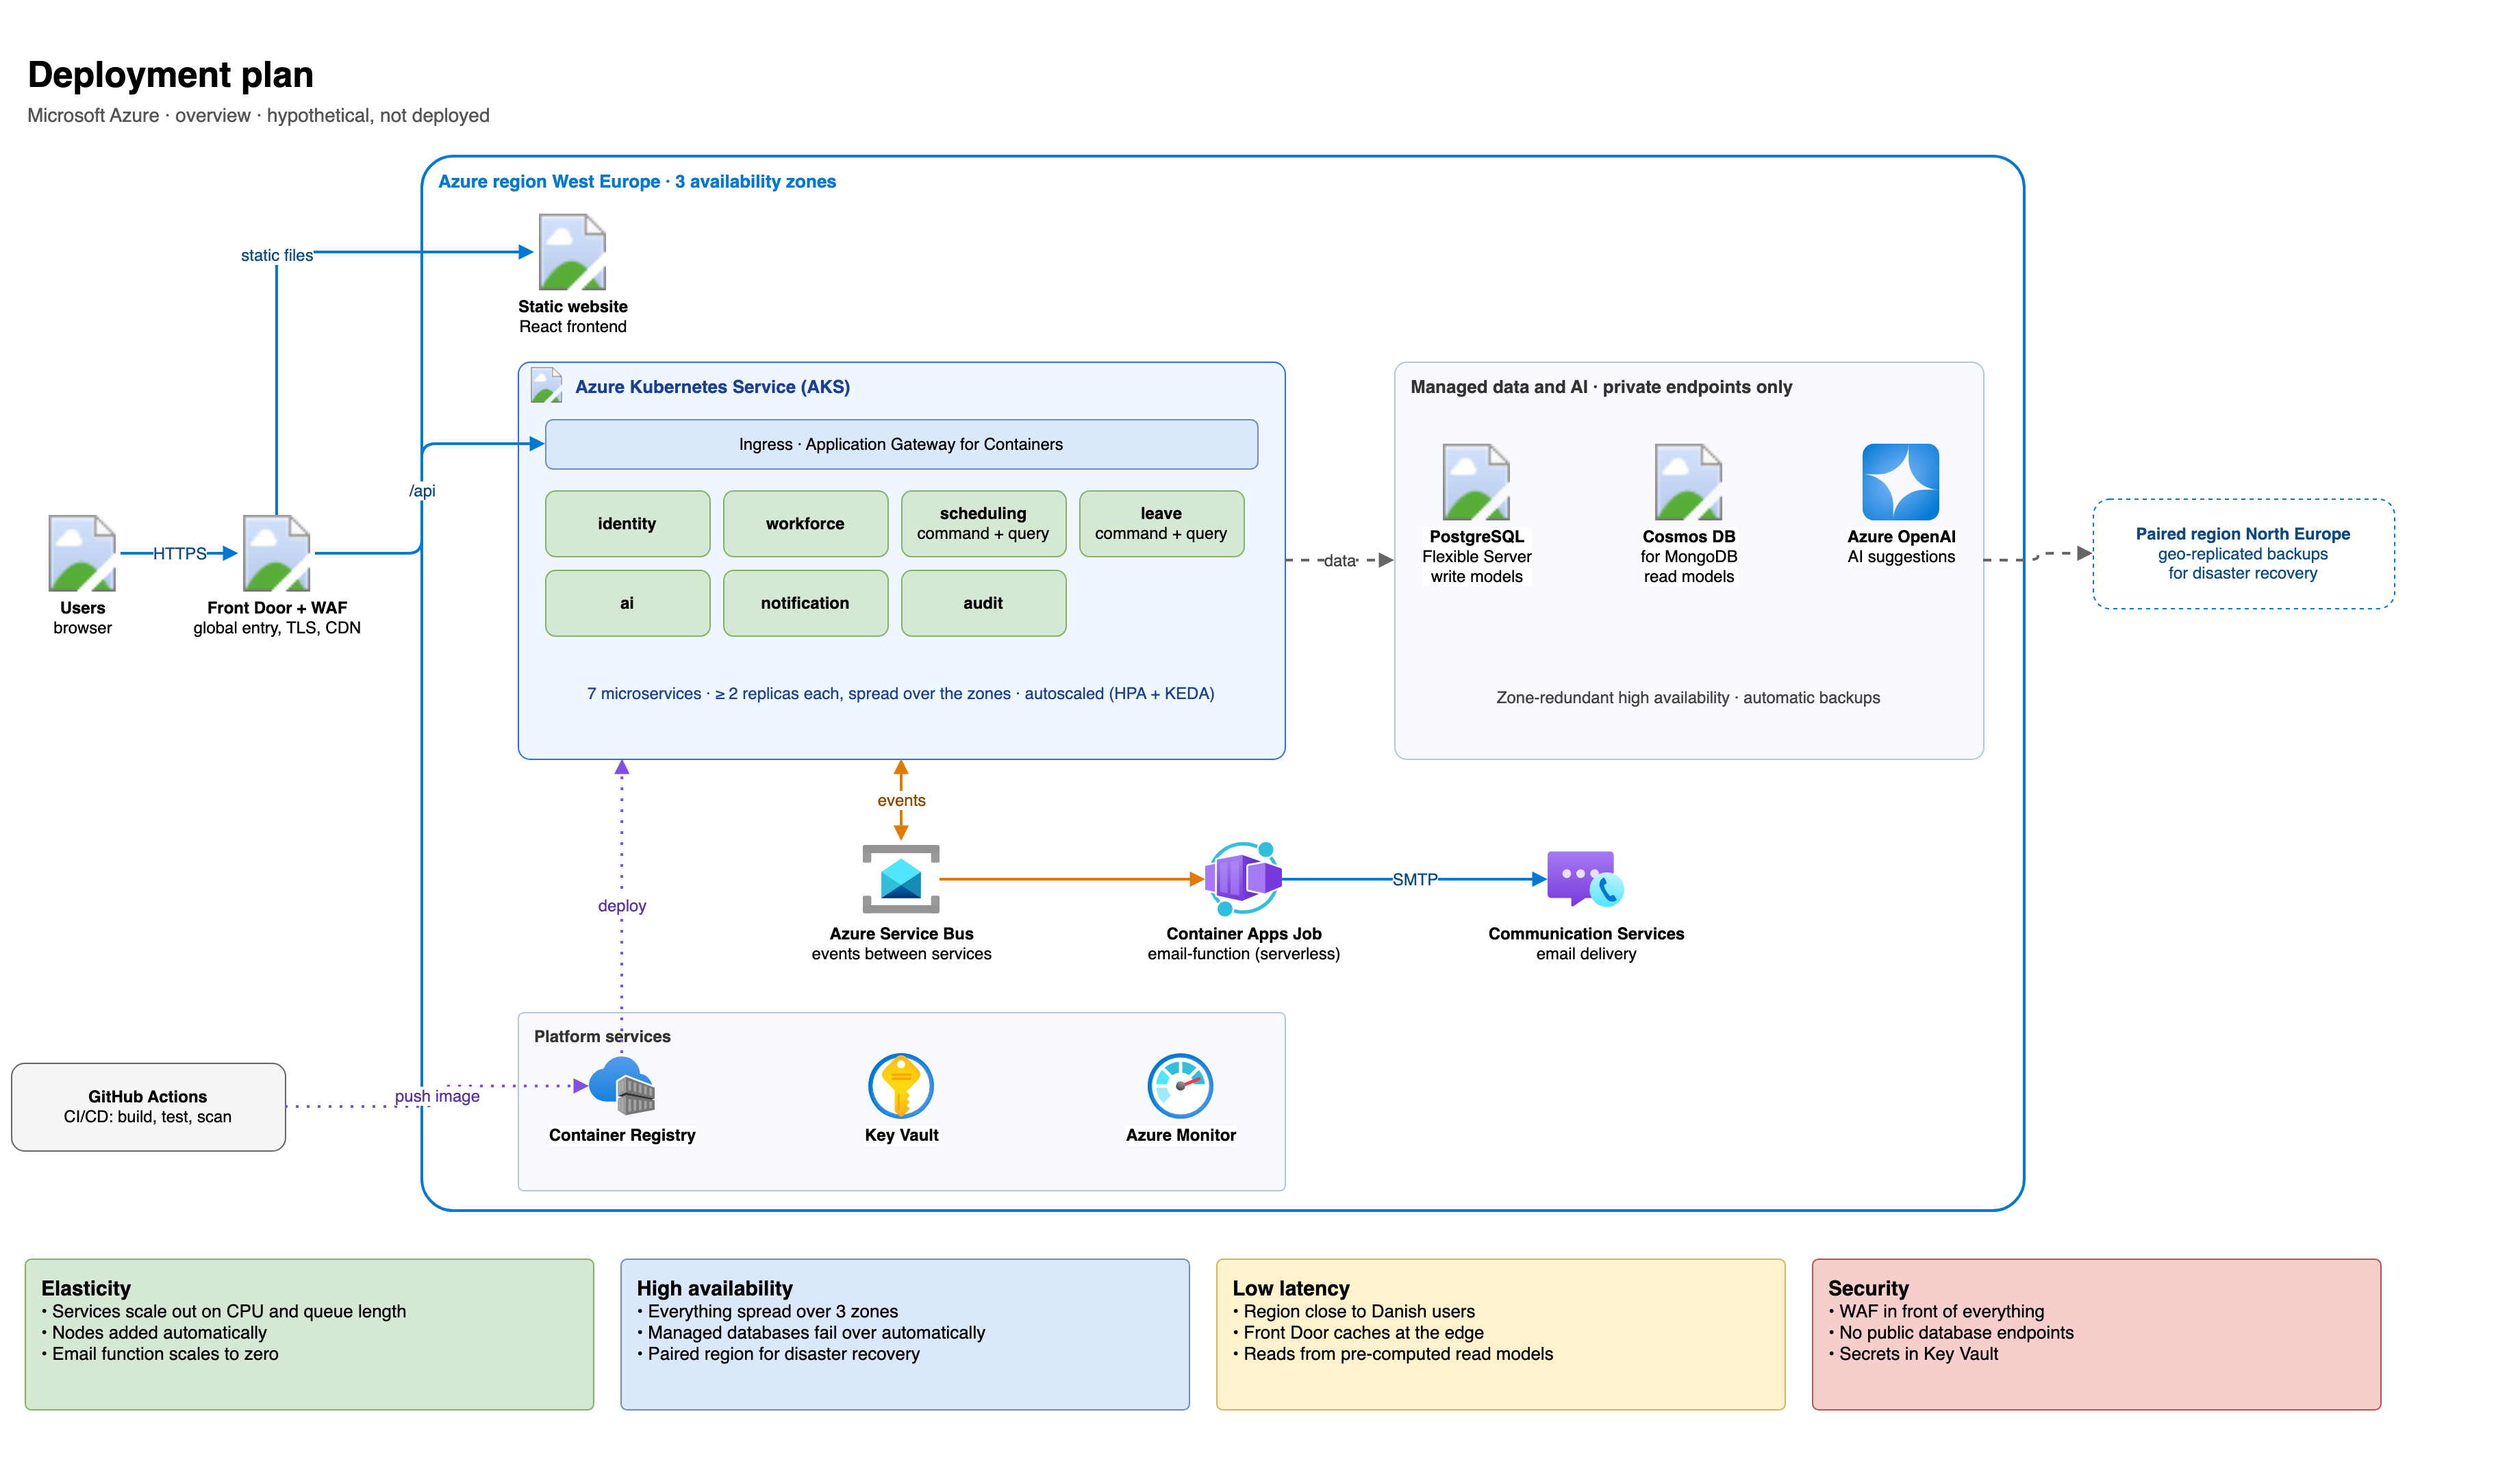 Deployment plan
Microsoft Azure · overview · hypothetical, not deployed
Azure region West Europe · 3 availability zones
static files
Static website
React frontend
Azure Kubernetes Service (AKS)
Ingress · Application Gateway for Containers
/api
identity
workforce
scheduling
command + query
leave
command + query
ai
notification
audit
7 microservices · ≥ 2 replicas each, spread over the zones · autoscaled (HPA + KEDA)
HTTPS
Users
browser
Front Door + WAF
global entry, TLS, CDN
data
Managed data and AI · private endpoints only
PostgreSQL
Flexible Server
write models
Cosmos DB
for MongoDB
read models
Azure OpenAI
AI suggestions
Zone-redundant high availability · automatic backups
Paired region North Europe
geo-replicated backups
for disaster recovery
events
deploy
Azure Service Bus
events between services
Container Apps Job
email-function (serverless)
SMTP
Communication Services
email delivery
Platform services
Container Registry
Key Vault
Azure Monitor
GitHub Actions
CI/CD: build, test, scan
push image
Elasticity
• Services scale out on CPU and queue length
• Nodes added automatically
• Email function scales to zero
High availability
• Everything spread over 3 zones
• Managed databases fail over automatically
• Paired region for disaster recovery
Low latency
• Region close to Danish users
• Front Door caches at the edge
• Reads from pre-computed read models
Security
• WAF in front of everything
• No public database endpoints
• Secrets in Key Vault